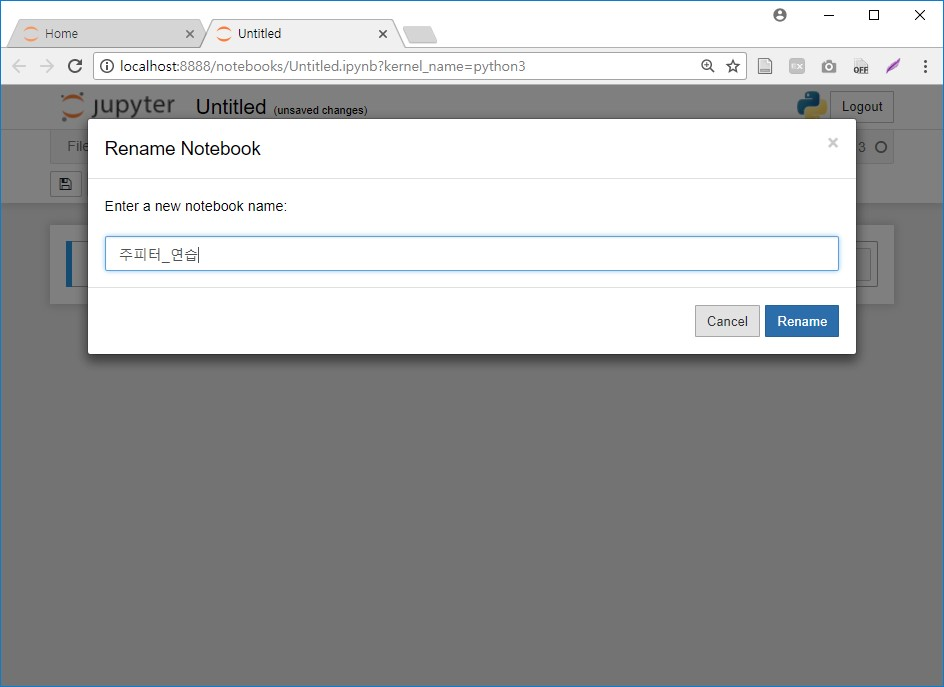 Home
Untitled
localhost:8888/notebooks/Untitled.ipynb?kernel_name=python3
OFF
jupyter Untitled (unsaved changes)
Logout
File
3
Rename Notebook
Enter a new notebook name:
주피터_연습
Cancel
Rename